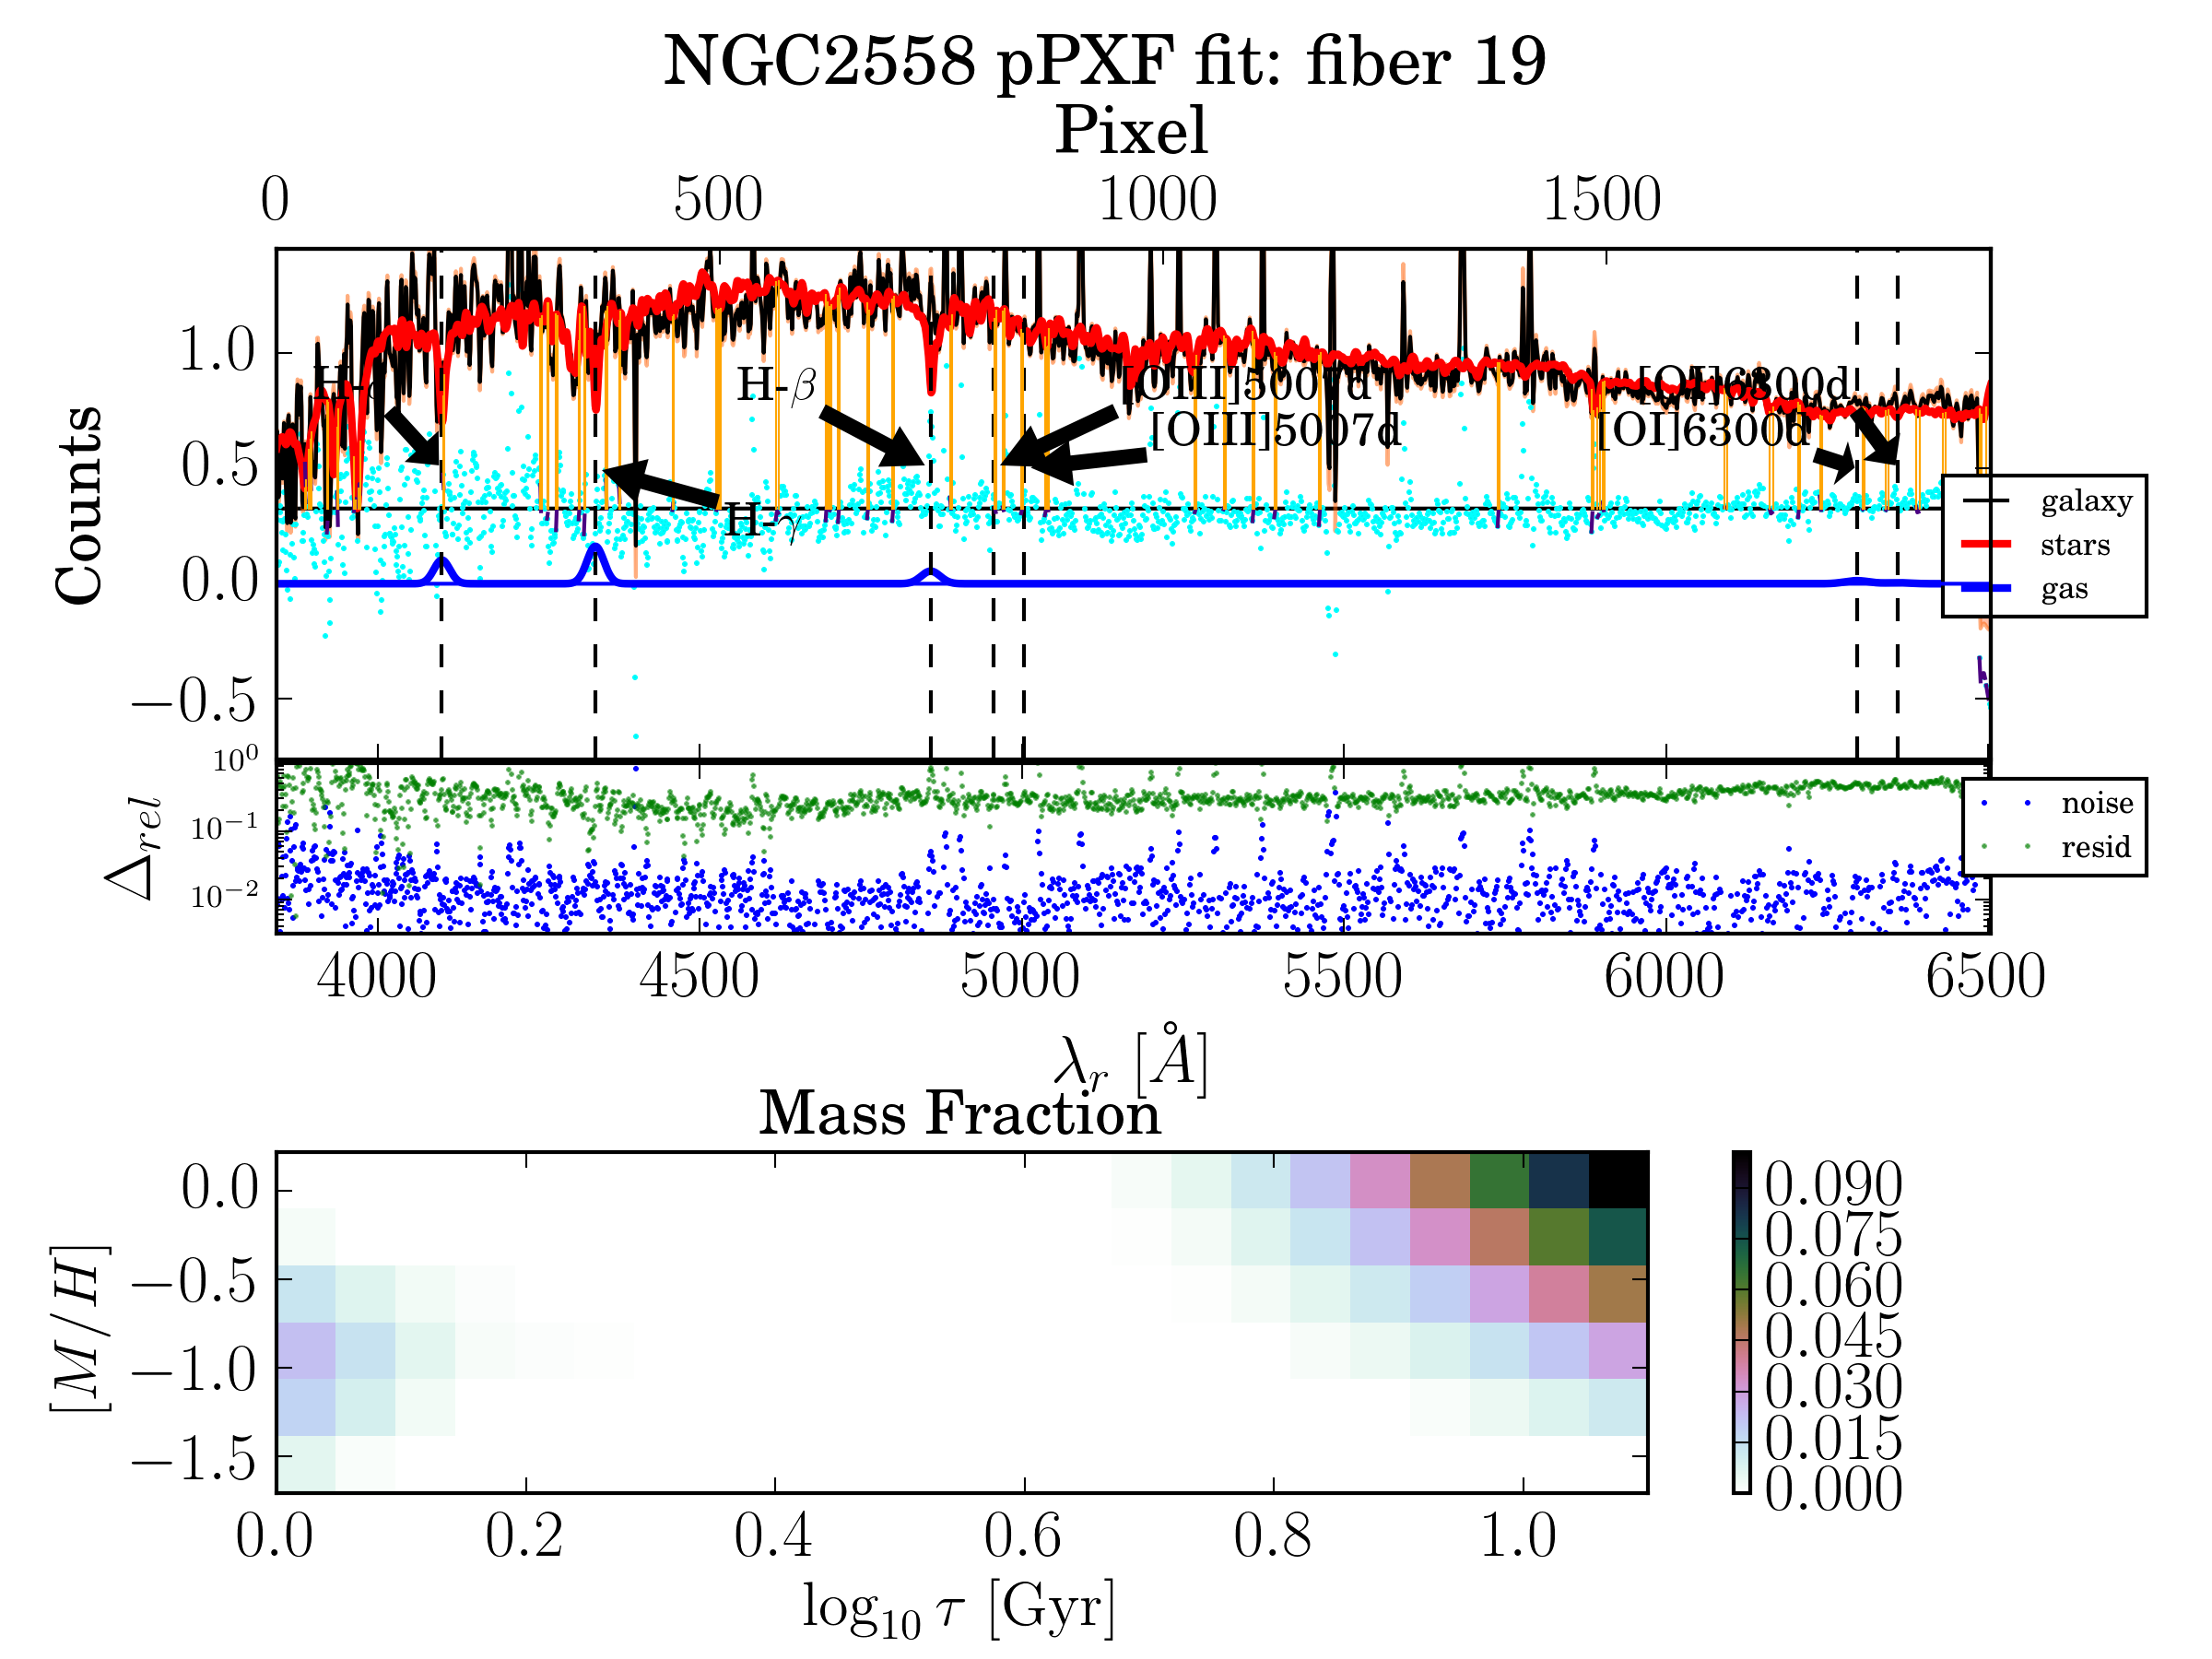 NGC2558 pPXF fit: fiber 19
Pixel
0 500 1000 1500
Counts
1.0
0.5
0.0
−0.5
H-β
H-γ
[OIII]5007d
[OIII]5007d
[OI]6300d
[OI]6300d
galaxy
stars
gas
Δrel
10^0
10^−1
10^−2
noise
resid
4000 4500 5000 5500 6000 6500
λr [Å]
Mass Fraction
[M/H]
0.0
−0.5
−1.0
−1.5
0.0 0.2 0.4 0.6 0.8 1.0
log10 τ [Gyr]
0.090
0.075
0.060
0.045
0.030
0.015
0.000